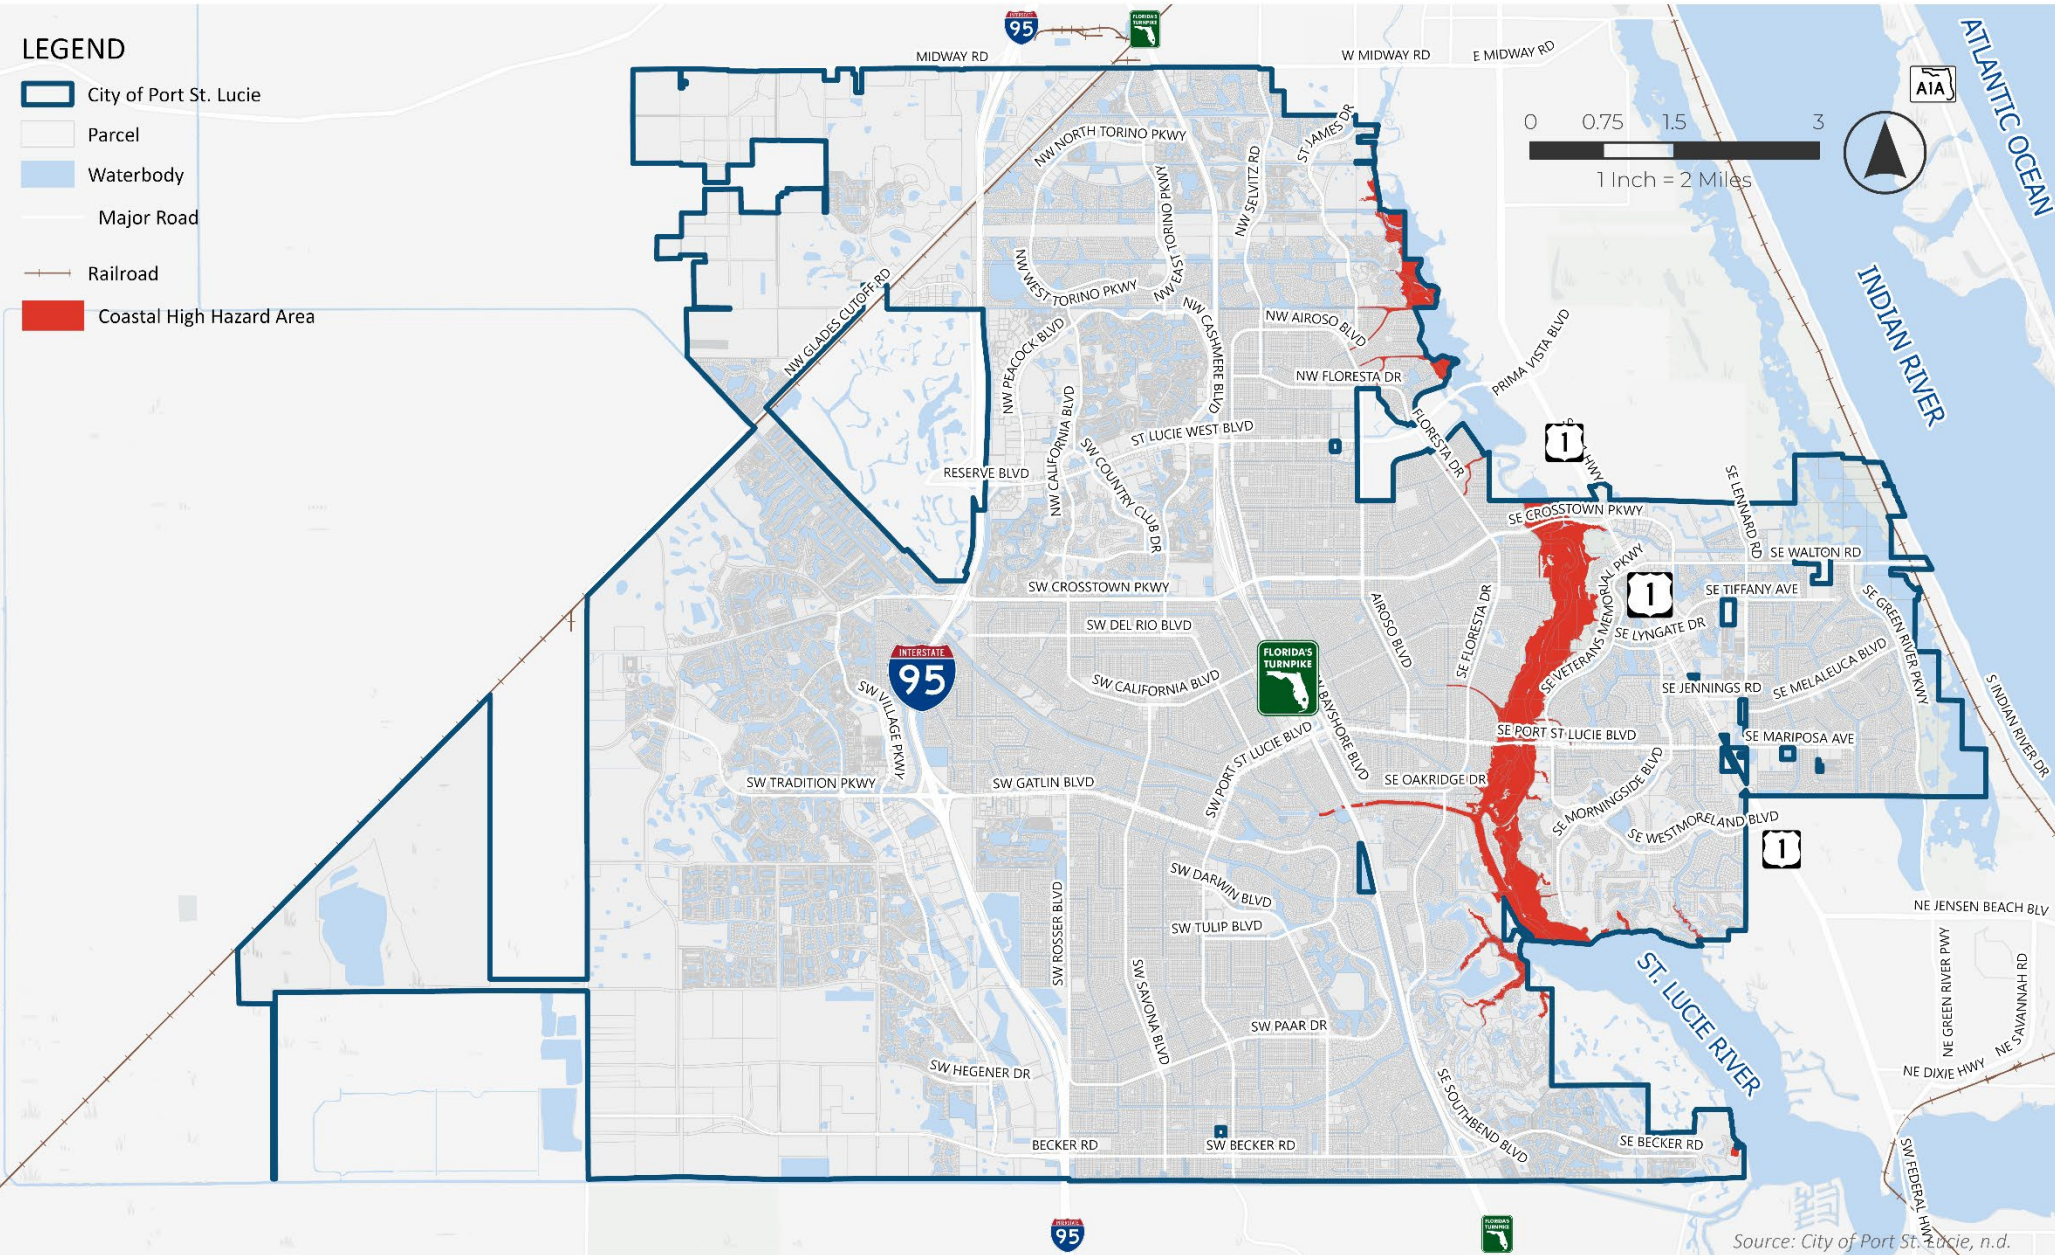 LEGEND
City of Port St. Lucie
Parcel
Waterbody
Major Road
Railroad
Coastal High Hazard Area
INTERSTATE
95
FLORIDA'S
TURNPIKE
MIDWAY RD
W MIDWAY RD
E MIDWAY RD
A1A
ATLANTIC OCEAN
0 0.75 1.5 3
1 Inch = 2 Miles
NW NORTH TORINO PKWY
ST JAMES DR
NW SELVITZ RD
NW EAST TORINO PKWY
NW WEST TORINO PKWY
NW GLADES CUTOFF RD
INDIAN RIVER
NW CASHMERE BLVD
NW AIROSO BLVD
NW PEACOCK BLVD
PRIMA VISTA BLVD
NW FLORESTA DR
NW CALIFORNIA BLVD
ST LUCIE WEST BLVD
FLORESTA DR
SW COUNTRY CLUB DR
RESERVE BLVD
1
HWY
SE LENNARD RD
SE CROSSTOWN PKWY
SE WALTON RD
SW CROSSTOWN PKWY
SE VETERANS MEMORIAL PKWY
1
SE TIFFANY AVE
SE GREEN RIVER PKWY
AIROSO BLVD
SE FLORESTA DR
SW DEL RIO BLVD
SE LYNGATE DR
INTERSTATE
95
FLORIDA'S
TURNPIKE
SW CALIFORNIA BLVD
SE JENNINGS RD
SE MELALEUCA BLVD
SW VILLAGE PKWY
BAYSHORE BLVD
S INDIAN RIVER DR
SE PORT ST LUCIE BLVD
SE MARIPOSA AVE
SW PORT ST LUCIE BLVD
SE OAKRIDGE DR
SW TRADITION PKWY
SW GATLIN BLVD
SE MORNINGSIDE BLVD
SE WESTMORELAND BLVD
1
SW DARWIN BLVD
SW ROSSER BLVD
SW TULIP BLVD
NE JENSEN BEACH BLV
SW SAVONA BLVD
ST. LUCIE RIVER
NE GREEN RIVER PWY
NE SAVANNAH RD
SW PAAR DR
SW HEGENER DR
NE DIXIE HWY
SE SOUTHBEND BLVD
BECKER RD
SW BECKER RD
SE BECKER RD
SW FEDERAL HWY
INTERSTATE
95
FLORIDA'S
TURNPIKE
Source: City of Port St. Lucie, n.d.